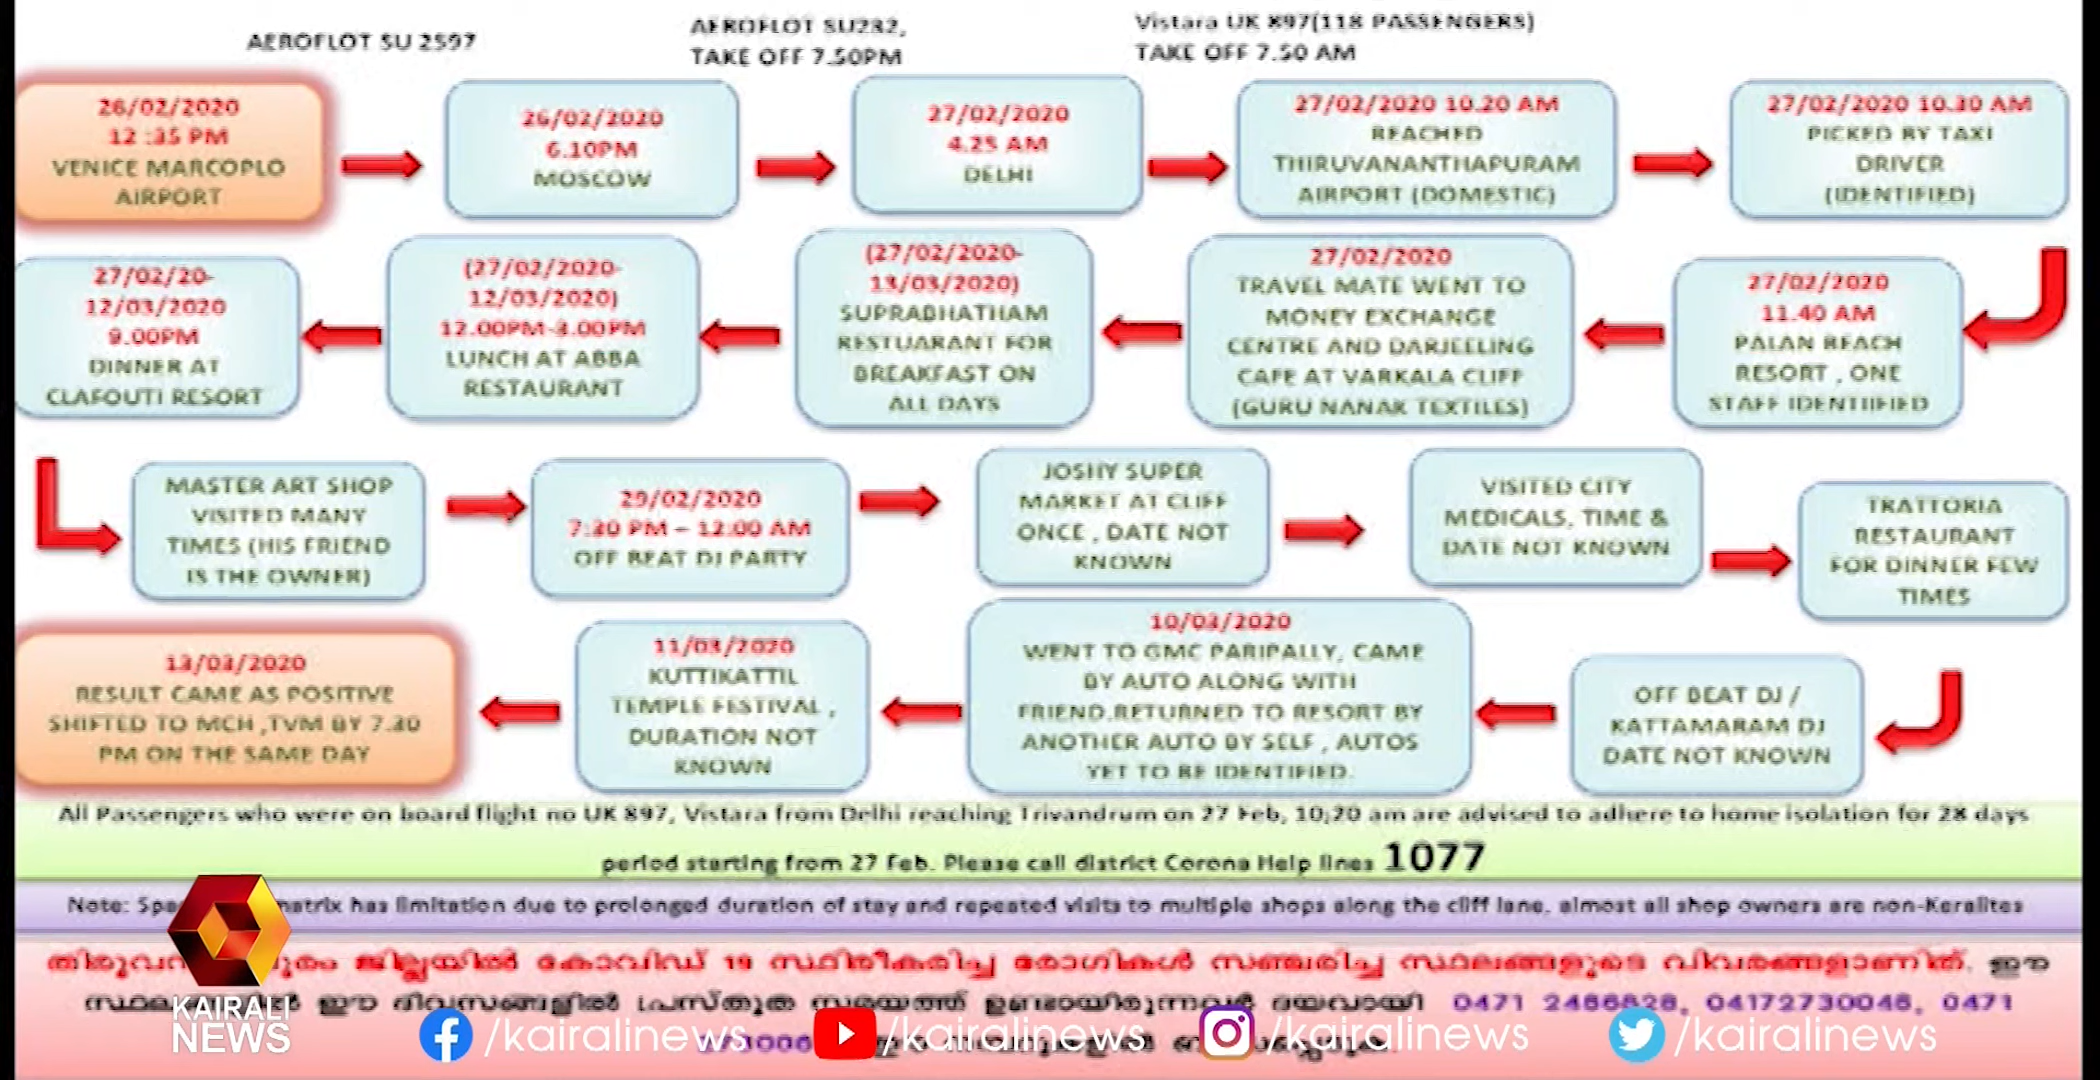 AEROFLOT SU 2597
AEROFLOT SU282,
TAKE OFF 7.50PM
Vistara UK 897(118 PASSENGERS)
TAKE OFF 7.50 AM
26/02/2020
12 :35 PM
VENICE MARCOPLO
AIRPORT
26/02/2020
6.10PM
MOSCOW
27/02/2020
4.25 AM
DELHI
27/02/2020 10.20 AM
REACHED
THIRUVANANTHAPURAM
AIRPORT (DOMESTIC)
27/02/2020 10.30 AM
PICKED BY TAXI
DRIVER
(IDENTIFIED)
27/02/2020
11.40 AM
PALAN BEACH
RESORT , ONE
STAFF IDENTIIFIED
27/02/2020
TRAVEL MATE WENT TO
MONEY EXCHANGE
CENTRE AND DARJEELING
CAFE AT VARKALA CLIFF
(GURU NANAK TEXTILES)
(27/02/2020-
13/03/2020)
SUPRABHATHAM
RESTUARANT FOR
BREAKFAST ON
ALL DAYS
(27/02/2020-
12/03/2020)
12.00PM-3.00PM
LUNCH AT ABBA
RESTAURANT
27/02/20-
12/03/2020
9.00PM
DINNER AT
CLAFOUTI RESORT
MASTER ART SHOP
VISITED MANY
TIMES (HIS FRIEND
IS THE OWNER)
29/02/2020
7:30 PM – 12:00 AM
OFF BEAT DJ PARTY
JOSHY SUPER
MARKET AT CLIFF
ONCE , DATE NOT
KNOWN
VISITED CITY
MEDICALS, TIME &
DATE NOT KNOWN
TRATTORIA
RESTAURANT
FOR DINNER FEW
TIMES
OFF BEAT DJ /
KATTAMARAM DJ
DATE NOT KNOWN
10/03/2020
WENT TO GMC PARIPALLY, CAME
BY AUTO ALONG WITH
FRIEND.RETURNED TO RESORT BY
ANOTHER AUTO BY SELF , AUTOS
YET TO BE IDENTIFIED.
11/03/2020
KUTTIKATTIL
TEMPLE FESTIVAL ,
DURATION NOT
KNOWN
13/03/2020
RESULT CAME AS POSITIVE
SHIFTED TO MCH ,TVM BY 7.30
PM ON THE SAME DAY
All Passengers who were on board flight no UK 897, Vistara from Delhi reaching Trivandrum on 27 Feb, 10;20 am are advised to adhere to home isolation for 28 days
period starting from 27 Feb. Please call district Corona Help lines 1077
Note: matrix has limitation due to prolonged duration of stay and repeated visits to multiple shops along the cliff lane, almost all shop owners are non-Keralites
ജില്ലയിൽ കോവിഡ് 19 സ്ഥിരീകരിച്ച രോഗികൾ സഞ്ചരിച്ച സ്ഥലങ്ങളുടെ വിവരങ്ങളാണിത്. ഈ
ഈ ദിവസങ്ങളിൽ പ്രസ്തുത സമയത്ത് ഉണ്ടായിരുന്നവർ ദയവായി 0471
KAIRALI
NEWS
/kairalinews
/kairalinews
/kairalinews
/kairalinews